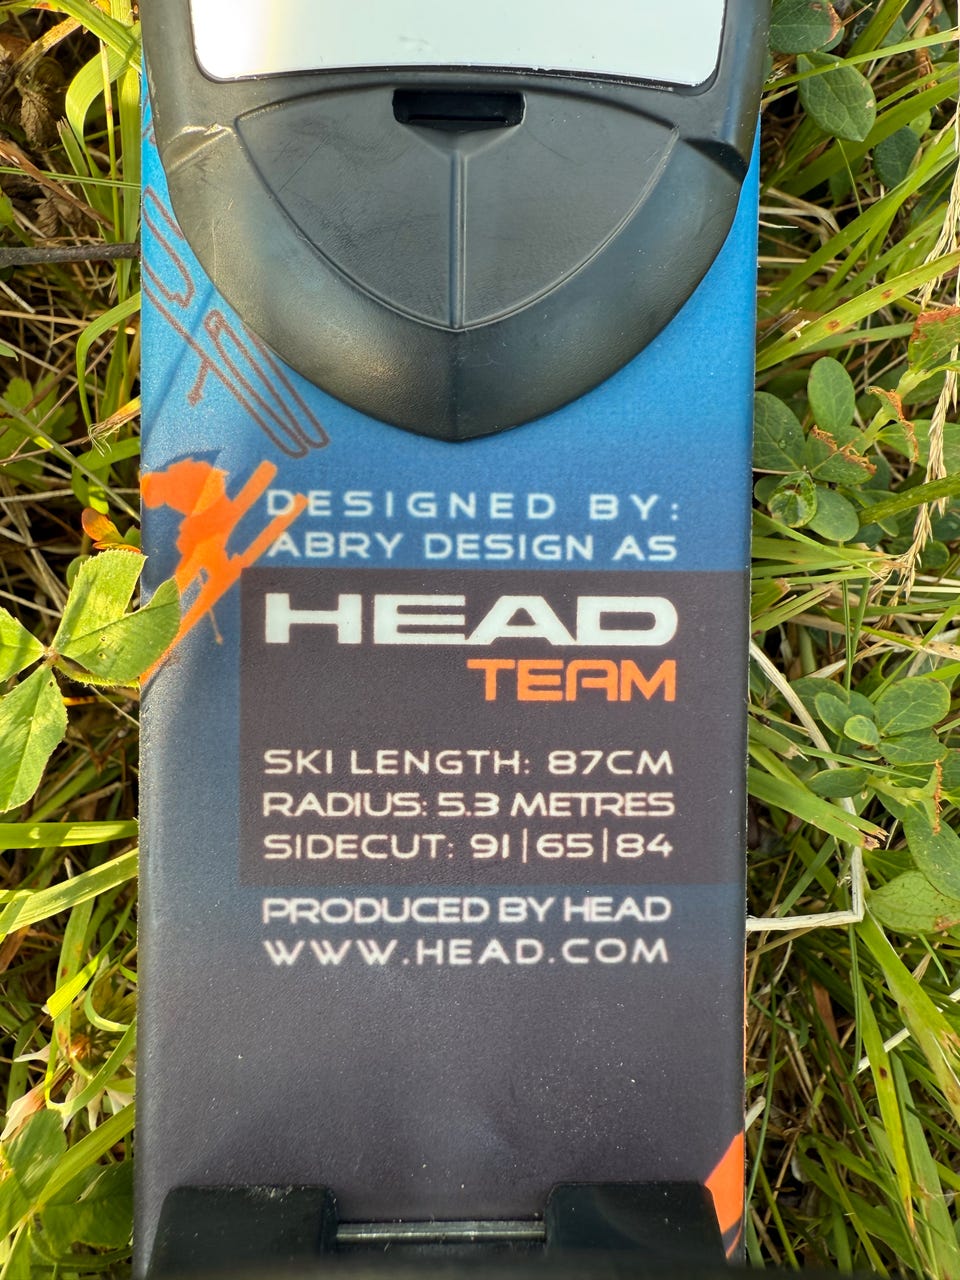 DESIGNED BY:
ABRY DESIGN AS
HEAD
TEAM
SKI LENGTH: 87CM
RADIUS: 5.3 METRES
SIDECUT: 91|65|84
PRODUCED BY HEAD
WWW.HEAD.COM